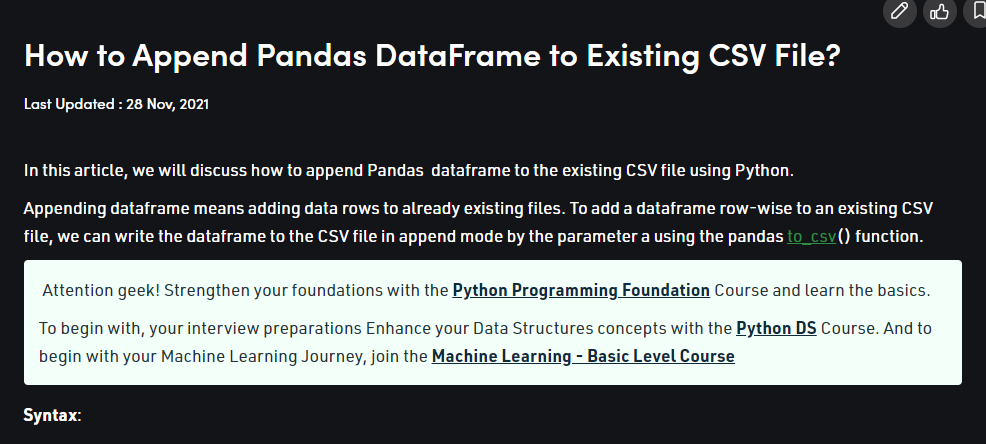 How to Append Pandas DataFrame to Existing CSV File?
Last Updated : 28 Nov, 2021
In this article, we will discuss how to append Pandas  dataframe to the existing CSV file using Python.
Appending dataframe means adding data rows to already existing files. To add a dataframe row-wise to an existing CSV
file, we can write the dataframe to the CSV file in append mode by the parameter a using the pandas to_csv() function.
Attention geek! Strengthen your foundations with the Python Programming Foundation Course and learn the basics.
To begin with, your interview preparations Enhance your Data Structures concepts with the Python DS Course. And to
begin with your Machine Learning Journey, join the Machine Learning - Basic Level Course
Syntax: